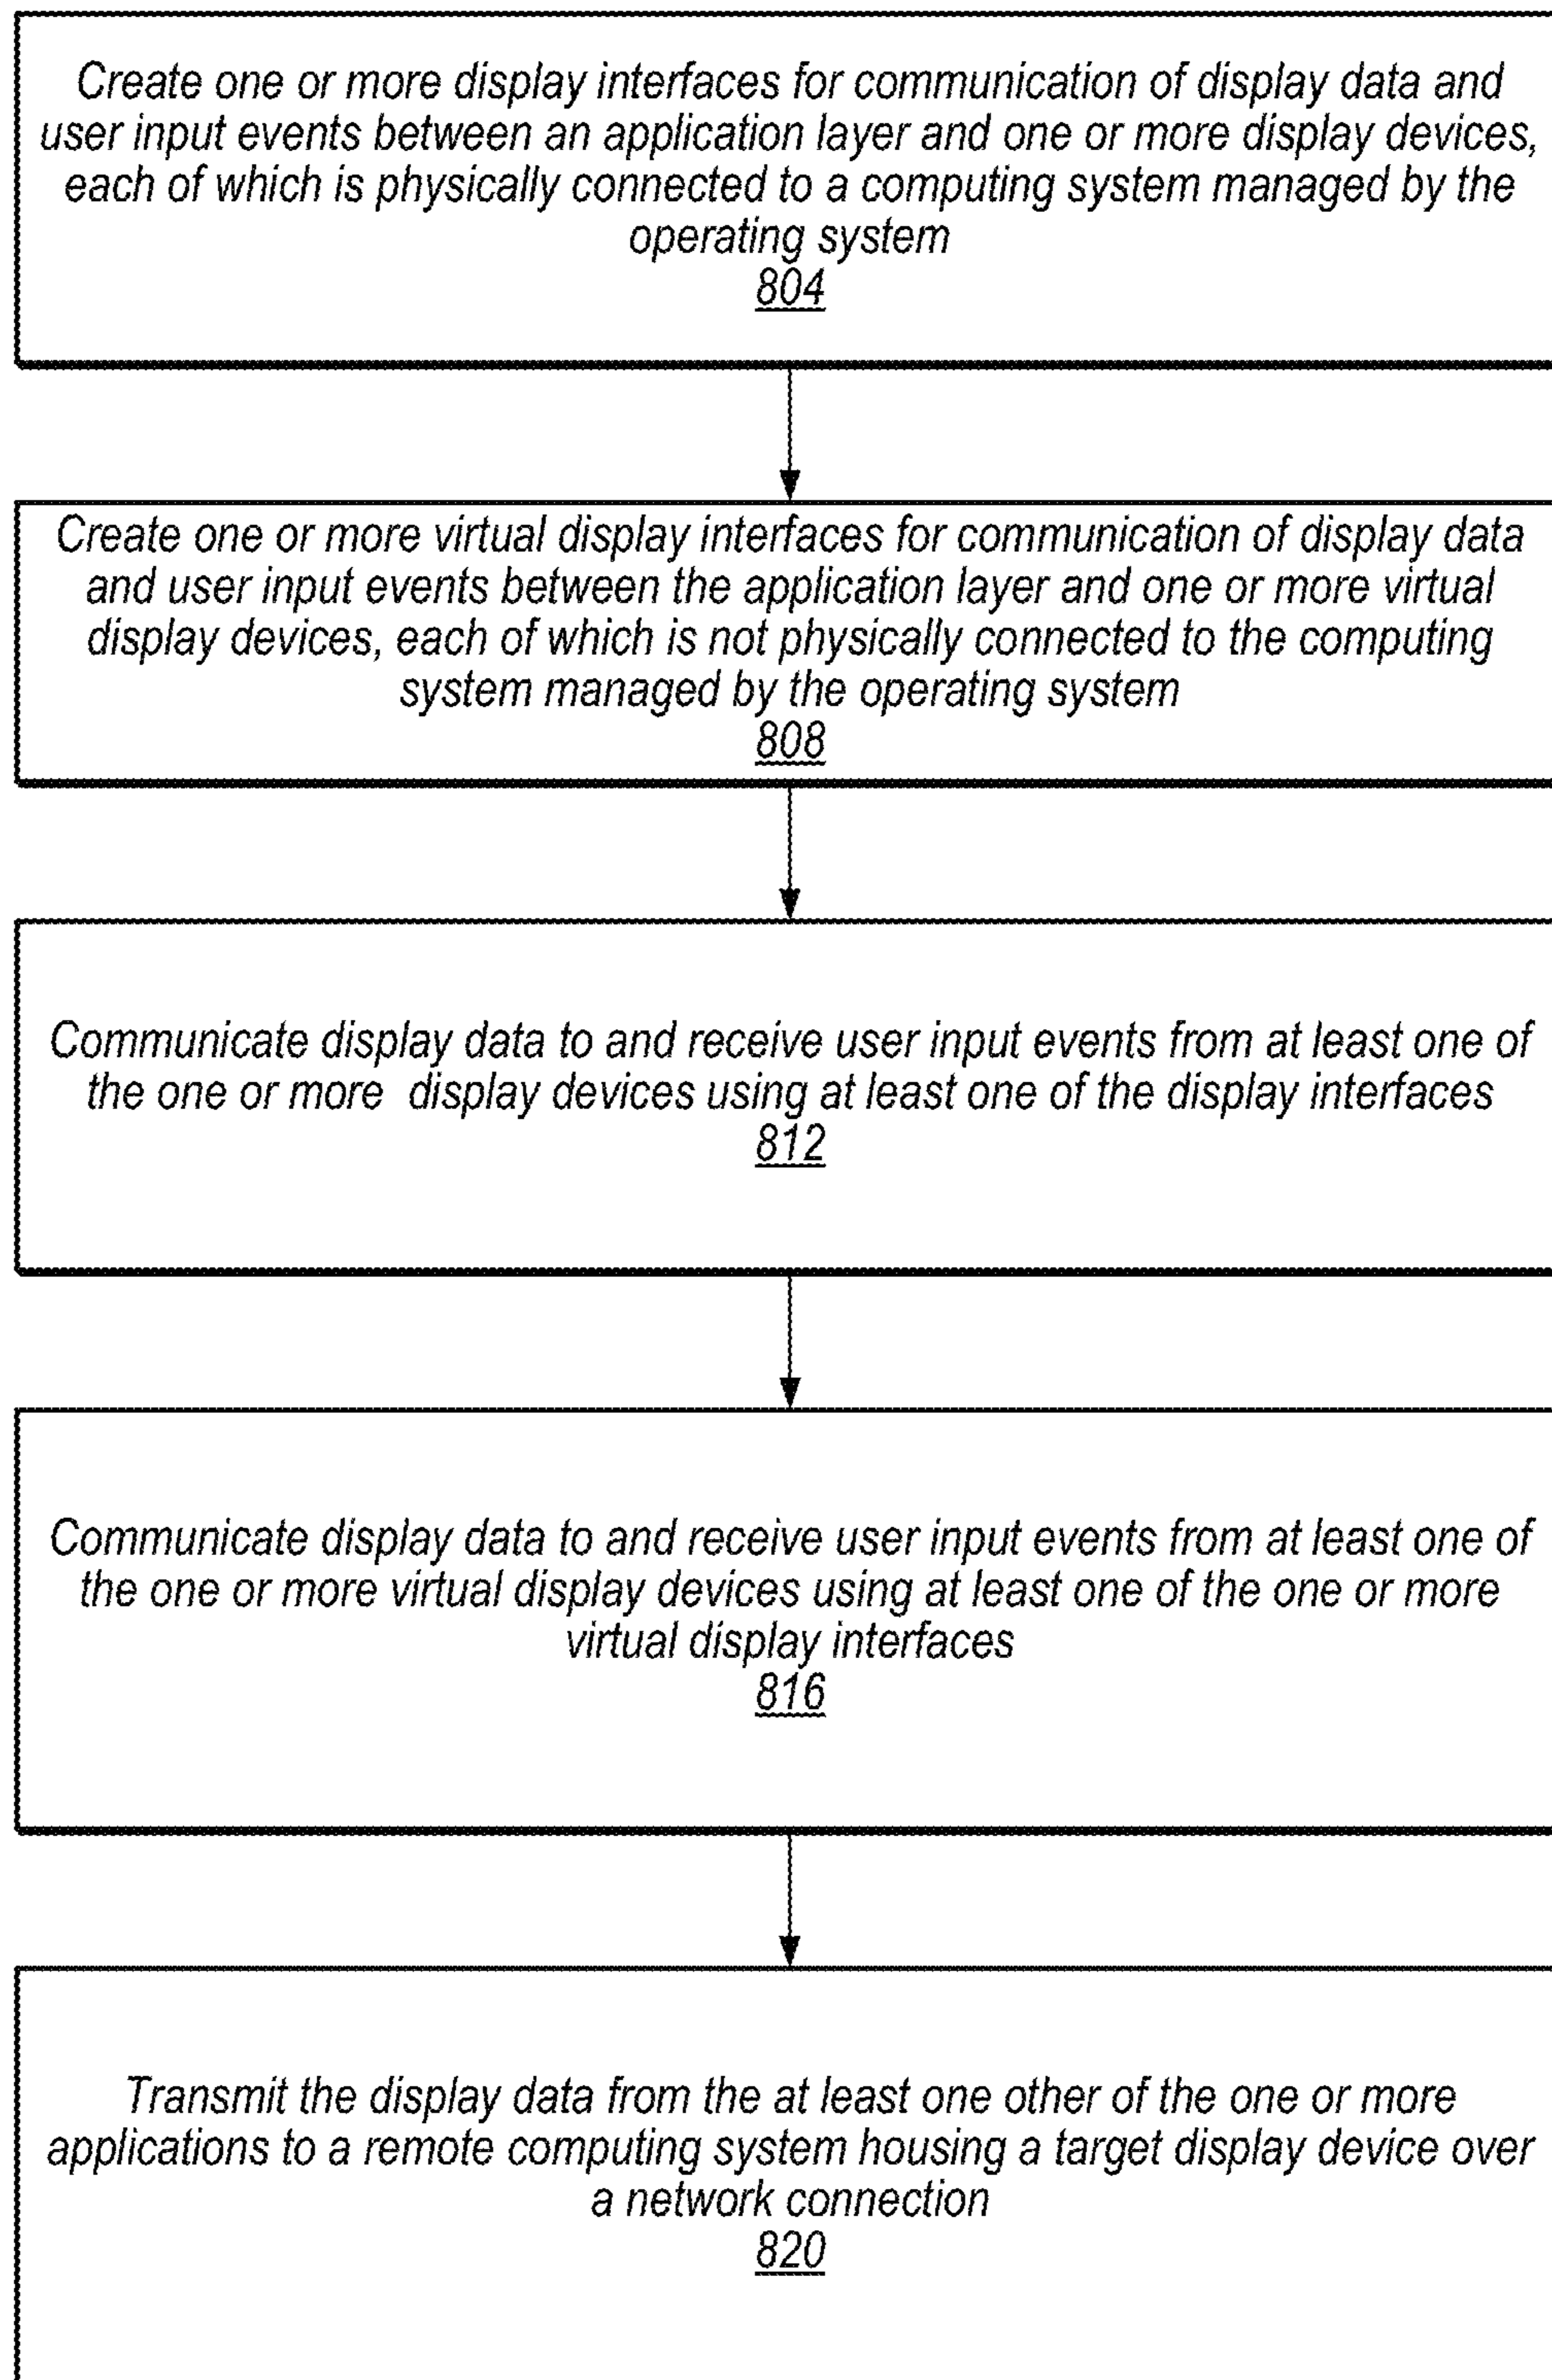 Create one or more display interfaces for communication of display data and
user input events between an application layer and one or more display devices,
each of which is physically connected to a computing system managed by the
operating system
804
Create one or more virtual display interfaces for communication of display data
and user input events between the application layer and one or more virtual
display devices, each of which is not physically connected to the computing
system managed by the operating system
808
Communicate display data to and receive user input events from at least one of
the one or more display devices using at least one of the display interfaces
812
Communicate display data to and receive user input events from at least one of
the one or more virtual display devices using at least one of the one or more
virtual display interfaces
816
Transmit the display data from the at least one other of the one or more
applications to a remote computing system housing a target display device over
a network connection
820